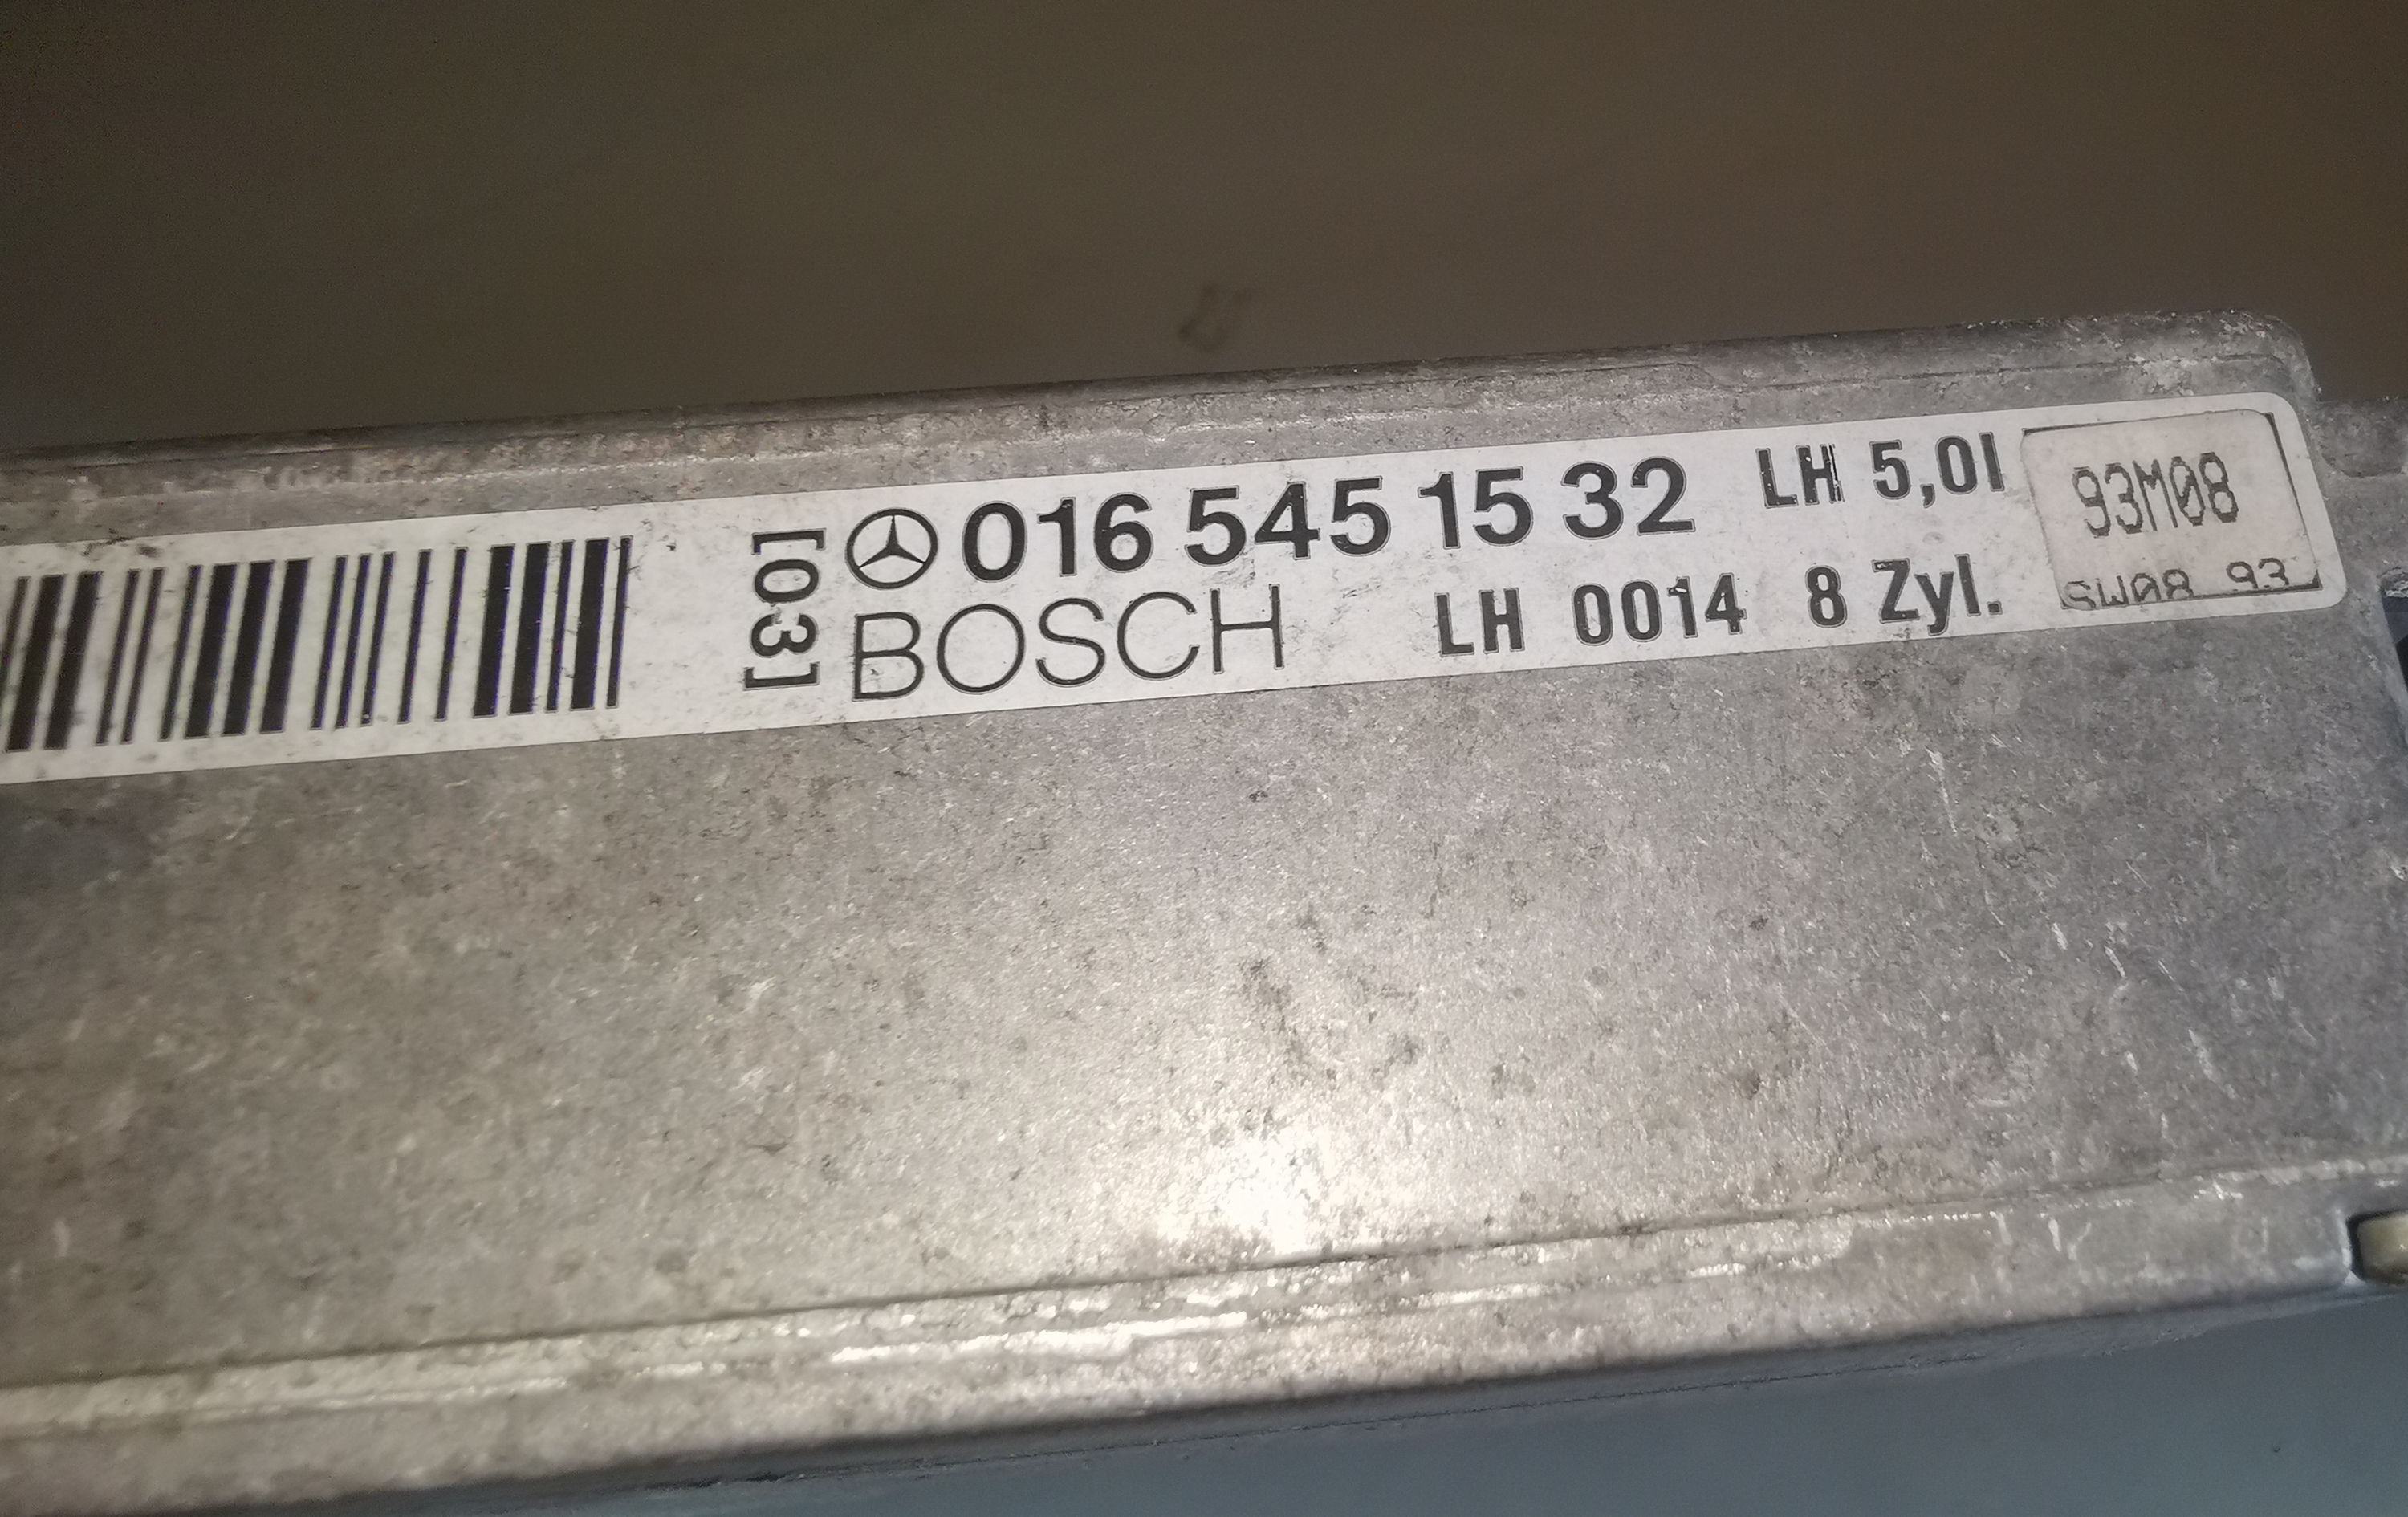 [03] 016 545 15 32 LH 5,0l 93M08
BOSCH LH 0014 8 Zyl. SW08 93